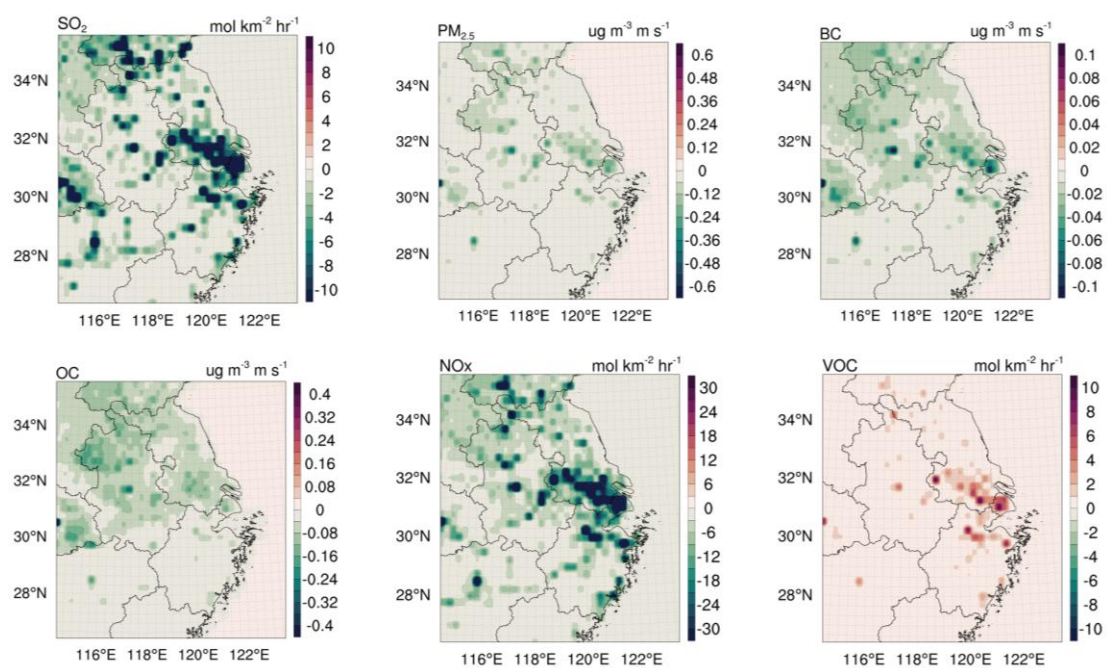 SO2 mol km-2 hr-1
34°N
32°N
30°N
28°N
116°E 118°E 120°E 122°E
10
8
6
4
2
0
-2
-4
-6
-8
-10
PM2.5 ug m-3 m s-1
34°N
32°N
30°N
28°N
116°E 118°E 120°E 122°E
0.6
0.48
0.36
0.24
0.12
0
-0.12
-0.24
-0.36
-0.48
-0.6
BC ug m-3 m s-1
34°N
32°N
30°N
28°N
116°E 118°E 120°E 122°E
0.1
0.08
0.06
0.04
0.02
0
-0.02
-0.04
-0.06
-0.08
-0.1
OC ug m-3 m s-1
34°N
32°N
30°N
28°N
116°E 118°E 120°E 122°E
0.4
0.32
0.24
0.16
0.08
0
-0.08
-0.16
-0.24
-0.32
-0.4
NOx mol km-2 hr-1
34°N
32°N
30°N
28°N
116°E 118°E 120°E 122°E
30
24
18
12
6
0
-6
-12
-18
-24
-30
VOC mol km-2 hr-1
34°N
32°N
30°N
28°N
116°E 118°E 120°E 122°E
10
8
6
4
2
0
-2
-4
-6
-8
-10